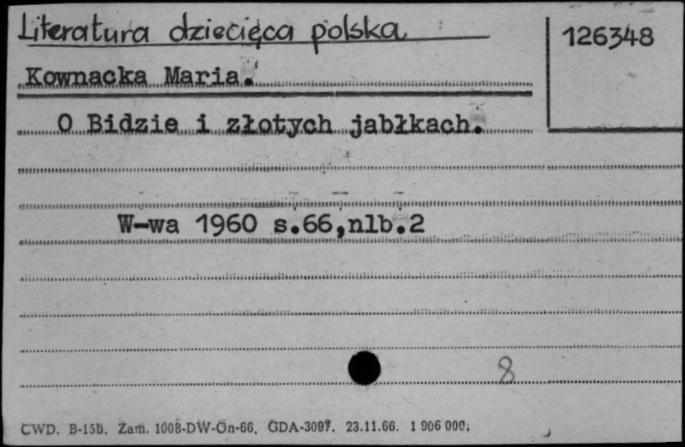 Literatura dziecięca polska
126348
Kownacka Maria.
O Bidzie i złotych jabłkach.
W-wa 1960 s.66,nlb.2
8
CWD. B-15b. Zam. 1008-DW-Gn-66. GDA-3097. 23.11.66. 1 906 000.